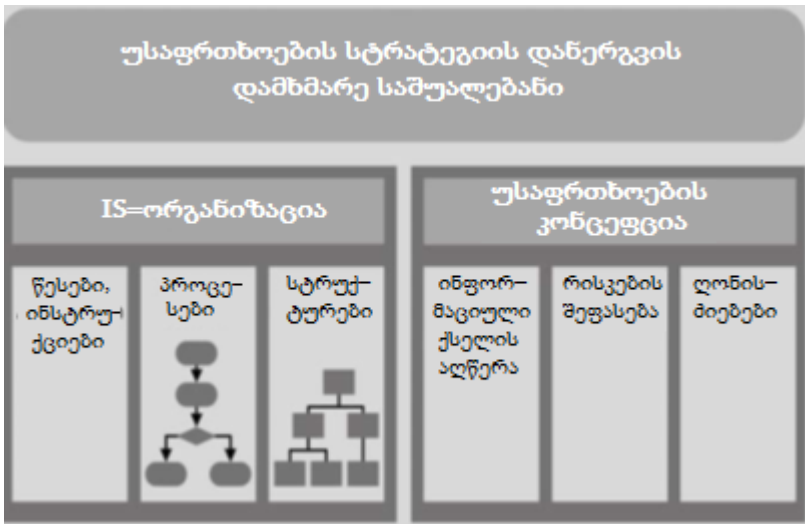 უსაფრთხოების სტრატეგიის დანერგვის
დამხმარე საშუალებანი
IS=ორგანიზაცია
წესები,
ინსტრუ-
ქციები
პროცე-
სები
სტრუქ-
ტურები
უსაფრთხოების
კონცეფცია
ინფორ-
მაციული
ქსელის
აღწერა
რისკების
შეფასება
ღონის-
ძიებები